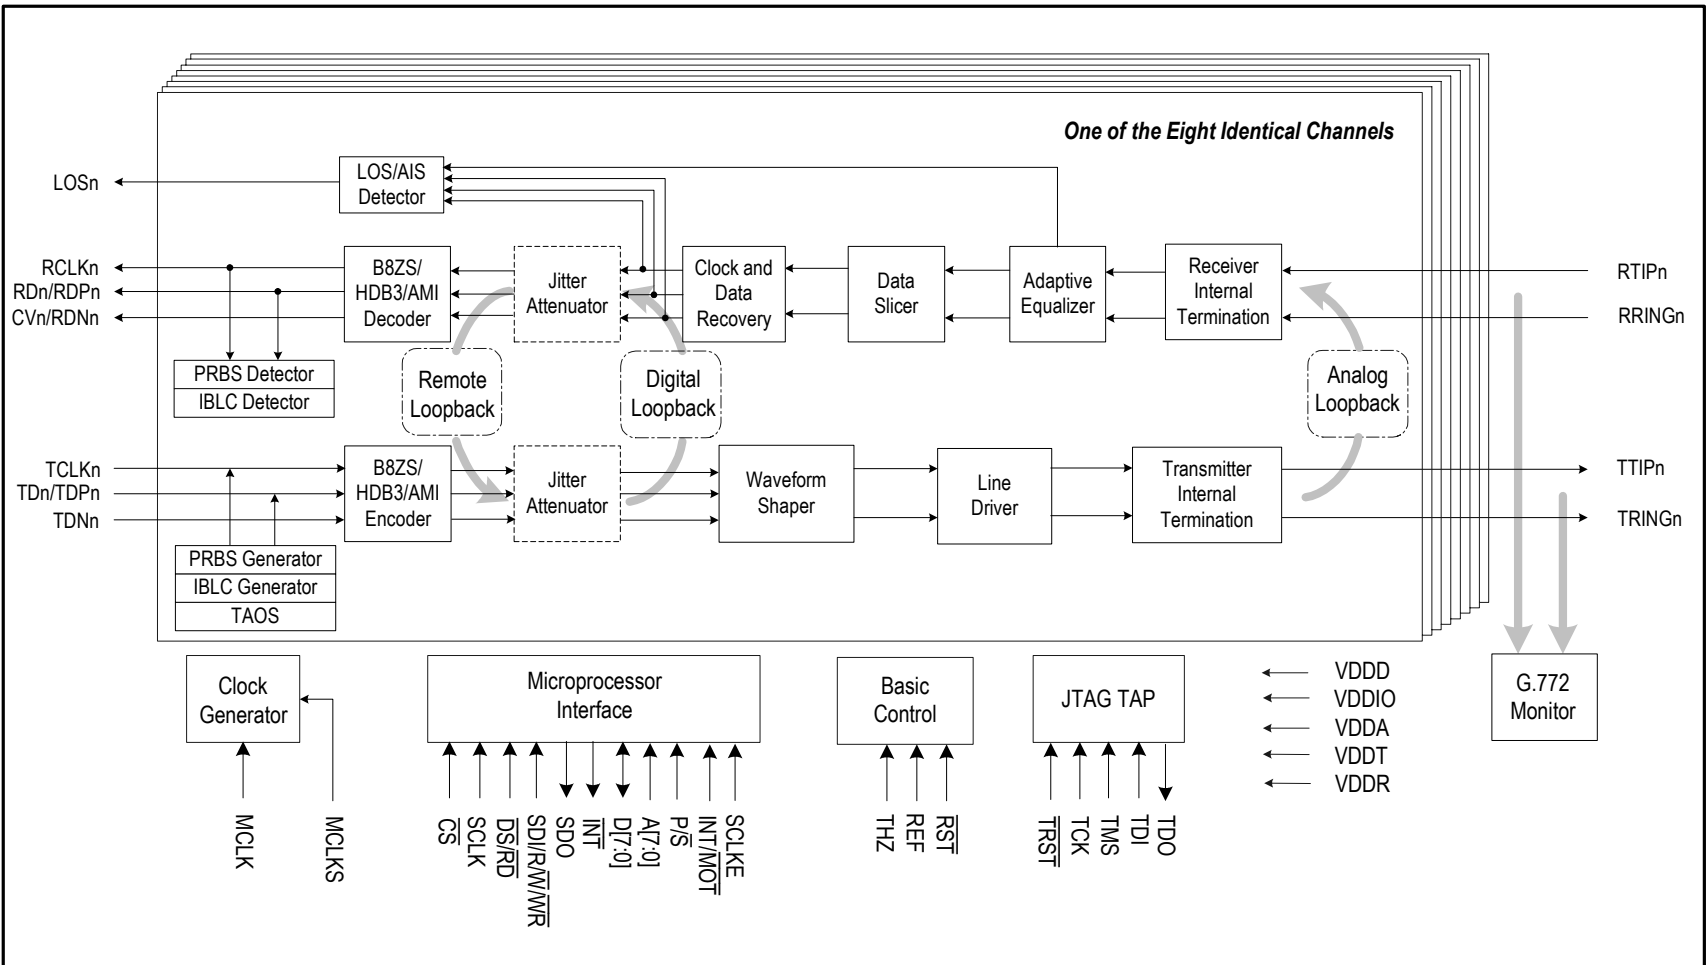 One of the Eight Identical Channels
LOSn
LOS/AIS
Detector
RCLKn
RDn/RDPn
CVn/RDNn
B8ZS/
HDB3/AMI
Decoder
Jitter
Attenuator
Clock and
Data
Recovery
Data
Slicer
Adaptive
Equalizer
Receiver
Internal
Termination
RTIPn
RRINGn
PRBS Detector
IBLC Detector
Remote
Loopback
Digital
Loopback
Analog
Loopback
TCLKn
TDn/TDPn
TDNn
B8ZS/
HDB3/AMI
Encoder
Jitter
Attenuator
Waveform
Shaper
Line
Driver
Transmitter
Internal
Termination
TTIPn
TRINGn
PRBS Generator
IBLC Generator
TAOS
Clock
Generator
Microprocessor
Interface
Basic
Control
JTAG TAP
VDDD
VDDIO
VDDA
VDDT
VDDR
G.772
Monitor
MCLK
MCLKS
CS
SCLK
DS/RD
SDI/R/W/WR
SDO
INT
D[7:0]
A[7:0]
P/S
INT/MOT
SCLKE
THZ
REF
RST
TRST
TCK
TMS
TDI
TDO